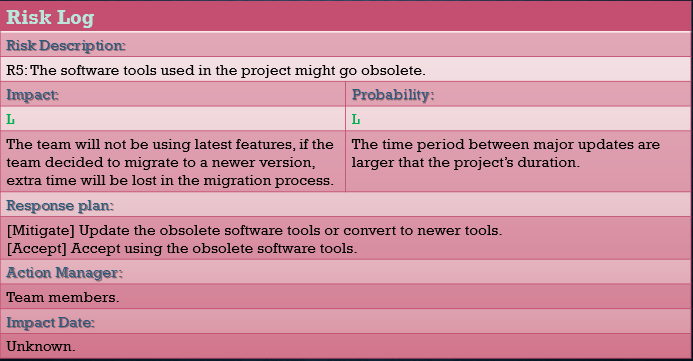 Risk Log
Risk Description:
R5: The software tools used in the project might go obsolete.
Impact:
Probability:
L
L
The team will not be using latest features, if the
team decided to migrate to a newer version,
extra time will be lost in the migration process.
The time period between major updates are
larger that the project's duration.
Response plan:
[Mitigate] Update the obsolete software tools or convert to newer tools.
[Accept] Accept using the obsolete software tools.
Action Manager:
Team members.
Impact Date:
Unknown.